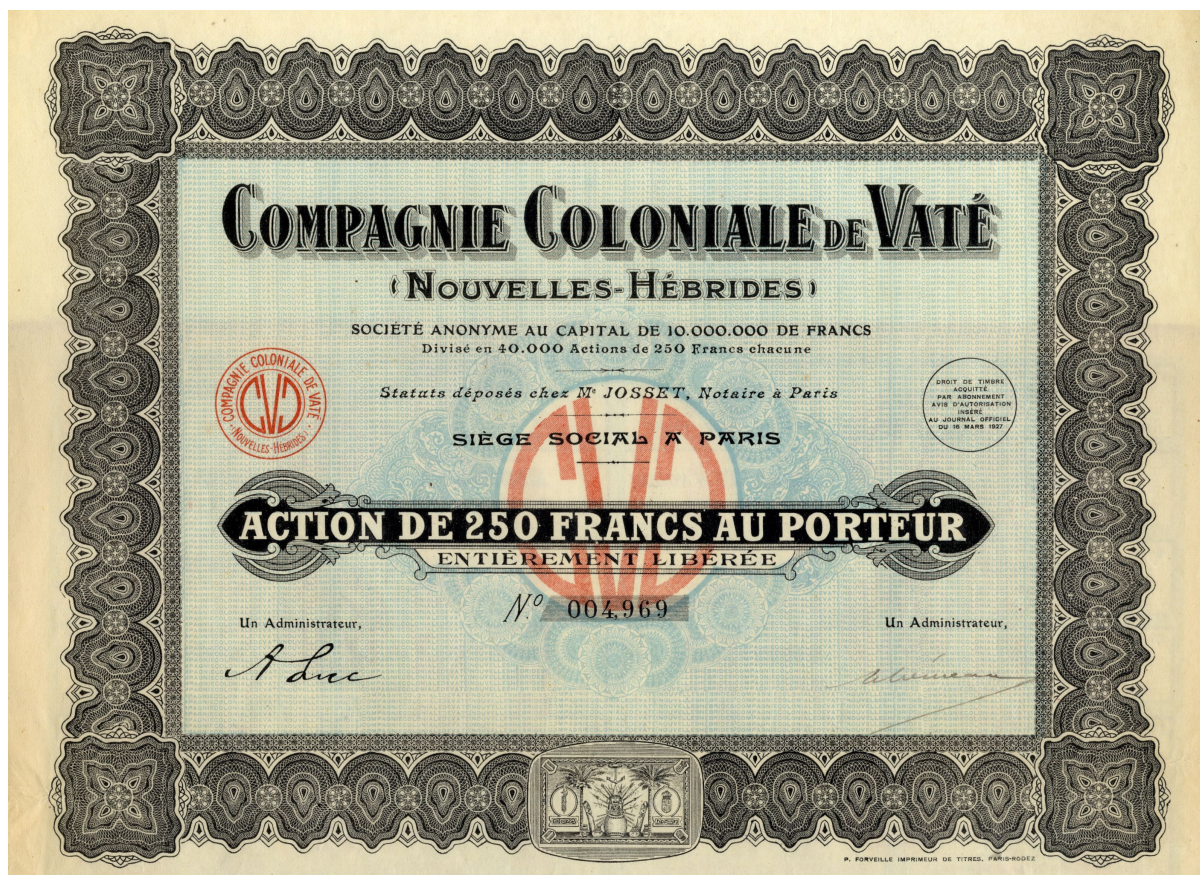 COMPAGNIE COLONIALE DE VATÉ
(NOUVELLES-HÉBRIDES)
SOCIÉTÉ ANONYME AU CAPITAL DE 10.000.000 DE FRANCS
Divisé en 40.000 Actions de 250 Francs chacune
Statuts déposés chez Me JOSSET, Notaire à Paris
SIÈGE SOCIAL A PARIS
COMPAGNIE COLONIALE DE VATÉ
NOUVELLES-HÉBRIDES
CVC
DROIT DE TIMBRE
ACQUITTÉ
PAR ABONNEMENT
AVIS D'AUTORISATION
INSÉRÉ
AU JOURNAL OFFICIEL
DU 16 MARS 1927
CVC
ACTION DE 250 FRANCS AU PORTEUR
ENTIÈREMENT LIBÉRÉE
No 004,969
Un Administrateur,
Un Administrateur,
A Luc
P. FORVEILLE IMPRIMEUR DE TITRES, PARIS-RODEZ